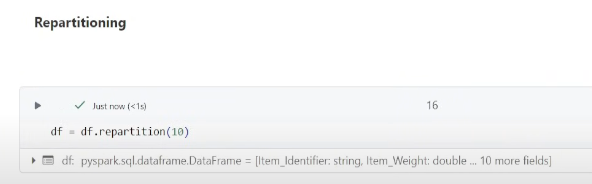 Repartitioning
Just now (<1s)
16
df = df.repartition(10)
df: pyspark.sql.dataframe.DataFrame = [Item_Identifier: string, Item_Weight: double ... 10 more fields]